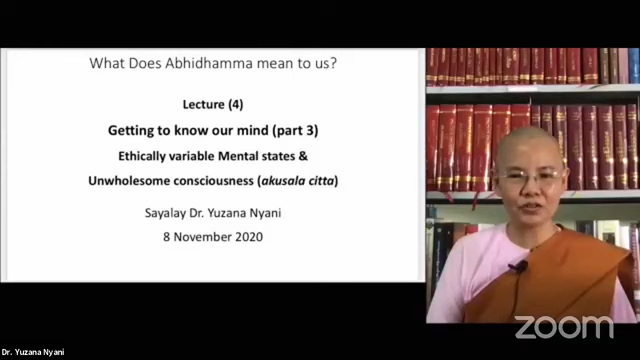 What Does Abhidhamma mean to us?
Lecture (4)
Getting to know our mind (part 3)
Ethically variable Mental states &
Unwholesome consciousness (akusala citta)
Sayalay Dr. Yuzana Nyani
8 November 2020
zoom
Dr. Yuzana Nyani